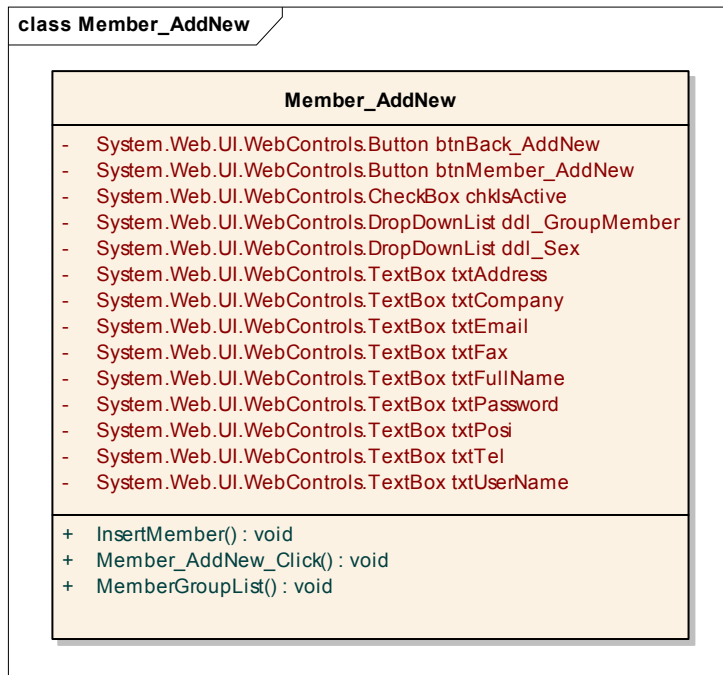 class Member_AddNew
Member_AddNew
- System.Web.UI.WebControls.Button btnBack_AddNew
- System.Web.UI.WebControls.Button btnMember_AddNew
- System.Web.UI.WebControls.CheckBox chkIsActive
- System.Web.UI.WebControls.DropDownList ddl_GroupMember
- System.Web.UI.WebControls.DropDownList ddl_Sex
- System.Web.UI.WebControls.TextBox txtAddress
- System.Web.UI.WebControls.TextBox txtCompany
- System.Web.UI.WebControls.TextBox txtEmail
- System.Web.UI.WebControls.TextBox txtFax
- System.Web.UI.WebControls.TextBox txtFullName
- System.Web.UI.WebControls.TextBox txtPassword
- System.Web.UI.WebControls.TextBox txtPosi
- System.Web.UI.WebControls.TextBox txtTel
- System.Web.UI.WebControls.TextBox txtUserName
+ InsertMember() : void
+ Member_AddNew_Click() : void
+ MemberGroupList() : void